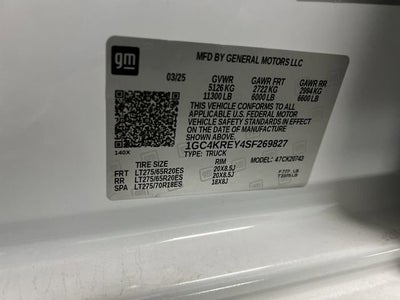 gm
MFD BY GENERAL MOTORS LLC
03/25 GVWR GAWR FRT GAWR RR
5126 KG 2722 KG 2994 KG
11300 LB 6000 LB 6600 LB
THIS VEHICLE CONFORMS TO ALL
APPLICABLE U.S. FEDERAL MOTOR
VEHICLE SAFETY STANDARDS IN EFFECT ON THE
DATE OF MANUFACTURE SHOWN ABOVE.
1GC4KREY4SF269827
140X TYPE: TRUCK MODEL: 47CK20743
TIRE SIZE RIM
FRT LT275/65R20ES 20X8.5J
RR LT275/65R20ES 20X8.5J
SPA LT275/70R18ES 18X8J